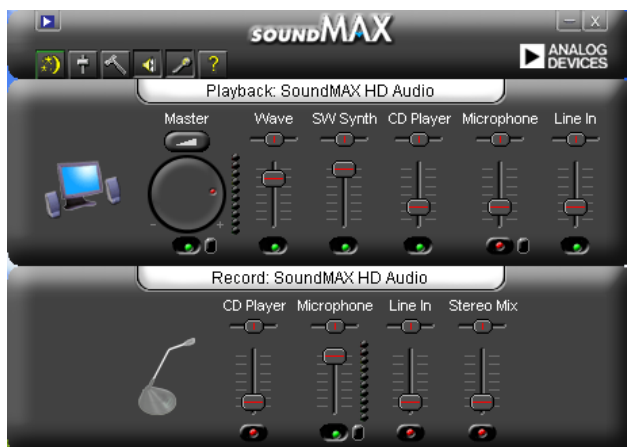 SOUNDMAX
X
?
ANALOG
DEVICES
Playback: SoundMAX HD Audio
Master Wave SW Synth CD Player Microphone Line In
- +
Record: SoundMAX HD Audio
CD Player Microphone Line In Stereo Mix